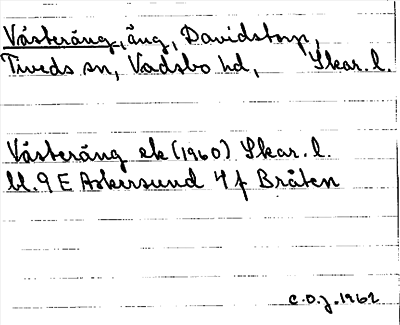 Västeräng, äng, Davidstorp,
Tiveds sn, Vadsbo hd, Skar. l.
Västeräng ek (1960) Skar. l.
bl. 9 E Askersund 4 f Bråten
C.O.J. 1962